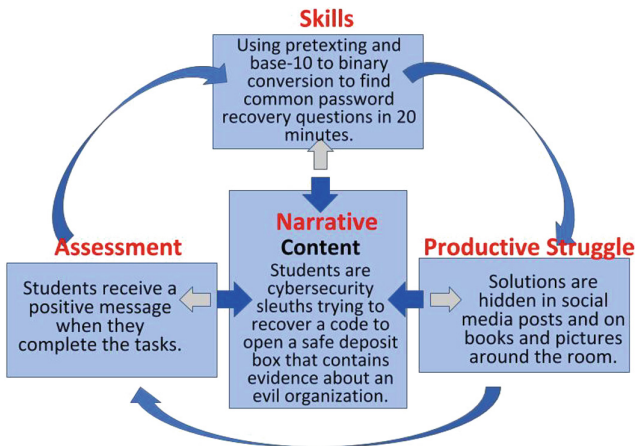 Skills
Using pretexting and
base-10 to binary
conversion to find
common password
recovery questions in 20
minutes.
Assessment
Students receive a
positive message
when they
complete the tasks.
Narrative
Content
Students are
cybersecurity
sleuths trying to
recover a code to
open a safe deposit
box that contains
evidence about an
evil organization.
Productive Struggle
Solutions are
hidden in social
media posts and on
books and pictures
around the room.